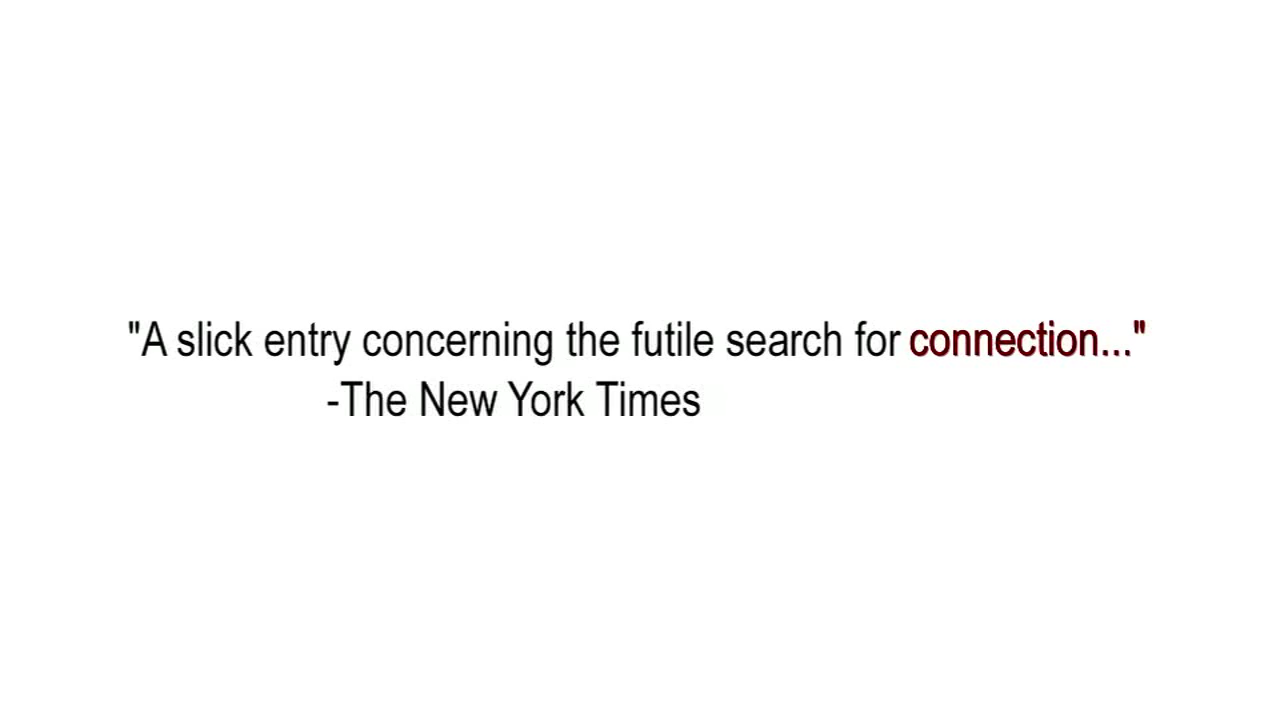 "A slick entry concerning the futile search for connection..."
-The New York Times